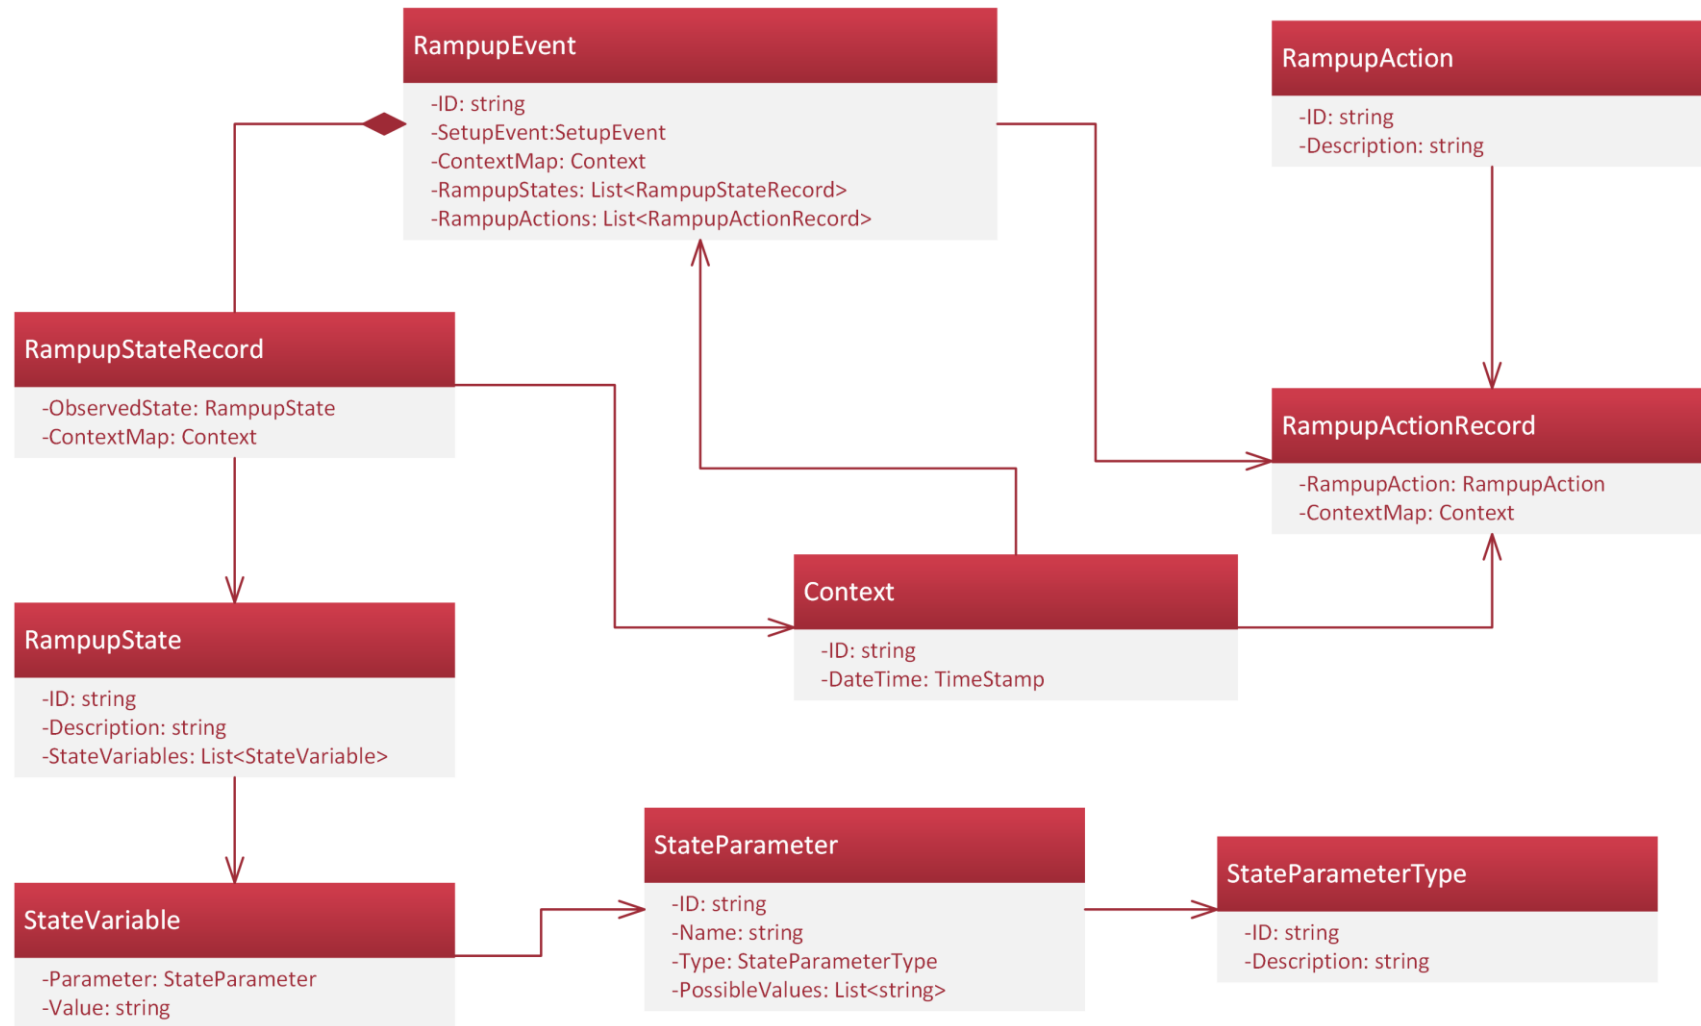 RampupEvent
-ID: string
-SetupEvent:SetupEvent
-ContextMap: Context
-RampupStates: List<RampupStateRecord>
-RampupActions: List<RampupActionRecord>
RampupAction
-ID: string
-Description: string
RampupStateRecord
-ObservedState: RampupState
-ContextMap: Context
RampupActionRecord
-RampupAction: RampupAction
-ContextMap: Context
Context
-ID: string
-DateTime: TimeStamp
RampupState
-ID: string
-Description: string
-StateVariables: List<StateVariable>
StateVariable
-Parameter: StateParameter
-Value: string
StateParameter
-ID: string
-Name: string
-Type: StateParameterType
-PossibleValues: List<string>
StateParameterType
-ID: string
-Description: string